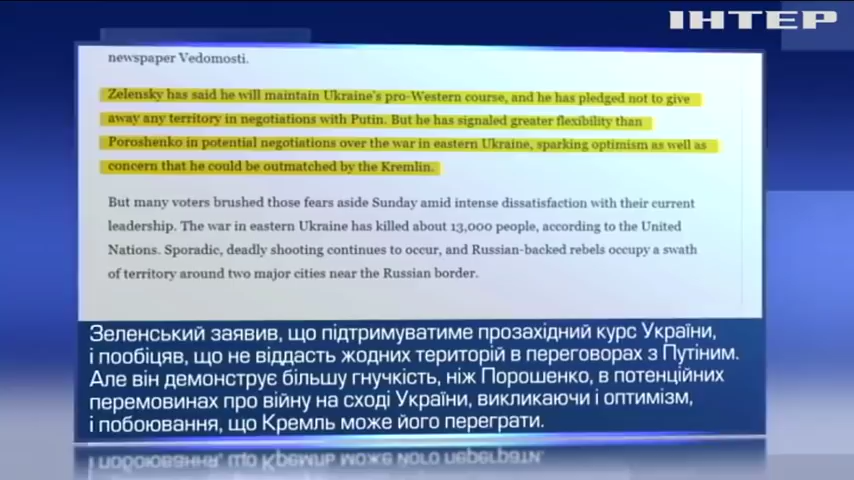 ІНТЕР
newspaper Vedomosti.
Zelensky has said he will maintain Ukraine's pro-Western course, and he has pledged not to give
away any territory in negotiations with Putin. But he has signaled greater flexibility than
Poroshenko in potential negotiations over the war in eastern Ukraine, sparking optimism as well as
concern that he could be outmatched by the Kremlin.
But many voters brushed those fears aside Sunday amid intense dissatisfaction with their current
leadership. The war in eastern Ukraine has killed about 13,000 people, according to the United
Nations. Sporadic, deadly shooting continues to occur, and Russian-backed rebels occupy a swath
of territory around two major cities near the Russian border.
Зеленський заявив, що підтримуватиме прозахідний курс України,
і пообіцяв, що не віддасть жодних територій в переговорах з Путіним.
Але він демонструє більшу гнучкість, ніж Порошенко, в потенційних
перемовинах про війну на сході України, викликаючи і оптимізм,
і побоювання, що Кремль може його переграти.